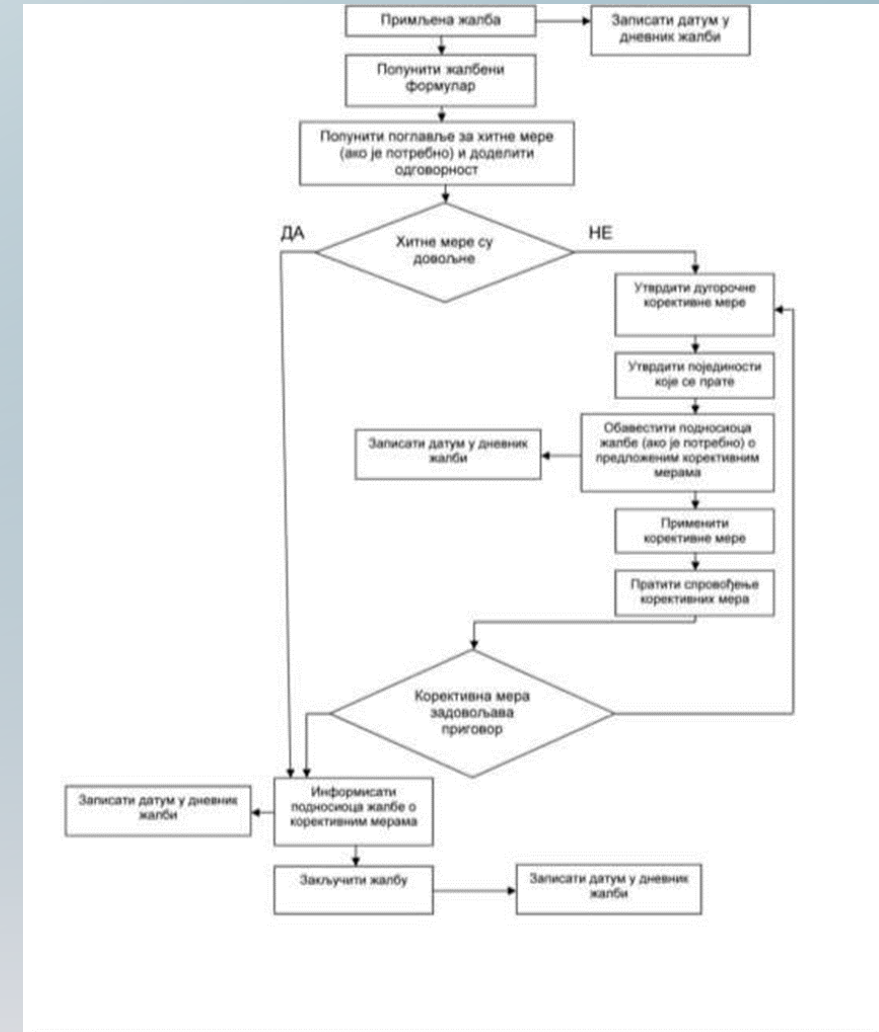 Примљена жалба
Записати датум у
дневник жалби
Попунити жалбени
формулар
Попунити поглавље за хитне мере
(ако је потребно) и доделити
одговорност
ДА
Хитне мере су
довољне
НЕ
Утврдити дугорочне
корективне мере
Утврдити појединости
које се прате
Обавестити подносиоца
жалбе (ако је потребно) о
предложеним корективним
мерама
Записати датум у дневник
жалби
Применити
корективне мере
Пратити спровођење
корективних мера
Корективна мера
задовољава
приговор
Информисати
подносиоца жалбе о
корективним мерама
Записати датум у дневник
жалби
Закључити жалбу
Записати датум у дневник
жалби